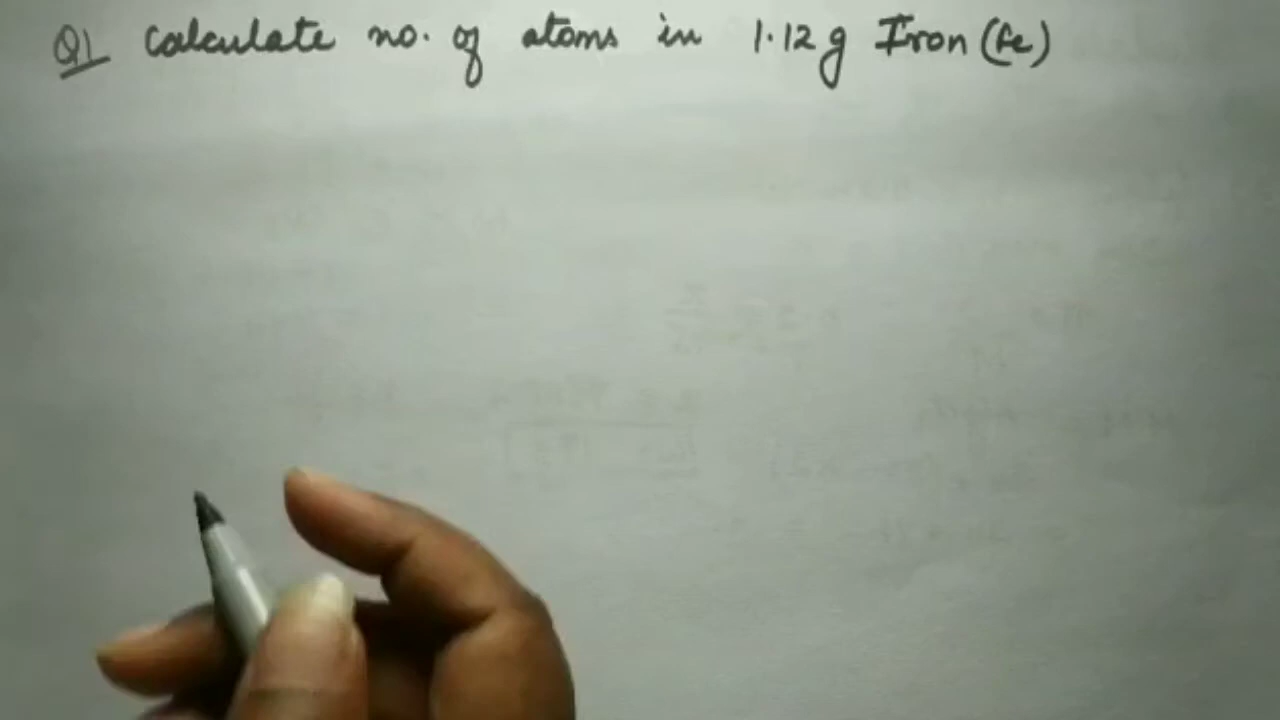 Q1 Calculate no. of atoms in 1.12g Iron (Fe)